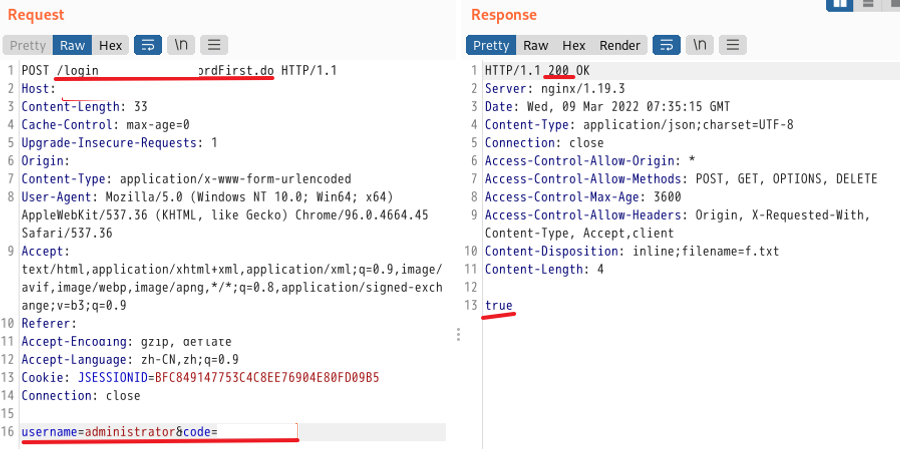 Request
Response
Pretty Raw Hex \n
Pretty Raw Hex Render \n
1 POST /login ordFirst.do HTTP/1.1
2 Host:
3 Content-Length: 33
4 Cache-Control: max-age=0
5 Upgrade-Insecure-Requests: 1
6 Origin:
7 Content-Type: application/x-www-form-urlencoded
8 User-Agent: Mozilla/5.0 (Windows NT 10.0; Win64; x64)
AppleWebKit/537.36 (KHTML, like Gecko) Chrome/96.0.4664.45
Safari/537.36
9 Accept:
text/html,application/xhtml+xml,application/xml;q=0.9,image/
avif,image/webp,image/apng,*/*;q=0.8,application/signed-exch
ange;v=b3;q=0.9
10 Referer:
11 Accept-Encoding: gzip, deflate
12 Accept-Language: zh-CN,zh;q=0.9
13 Cookie: JSESSIONID=BFC849147753C4C8EE76904E80FD09B5
14 Connection: close
15
16 username=administrator&code=
1 HTTP/1.1 200 OK
2 Server: nginx/1.19.3
3 Date: Wed, 09 Mar 2022 07:35:15 GMT
4 Content-Type: application/json;charset=UTF-8
5 Connection: close
6 Access-Control-Allow-Origin: *
7 Access-Control-Allow-Methods: POST, GET, OPTIONS, DELETE
8 Access-Control-Max-Age: 3600
9 Access-Control-Allow-Headers: Origin, X-Requested-With,
Content-Type, Accept,client
10 Content-Disposition: inline;filename=f.txt
11 Content-Length: 4
12
13 true